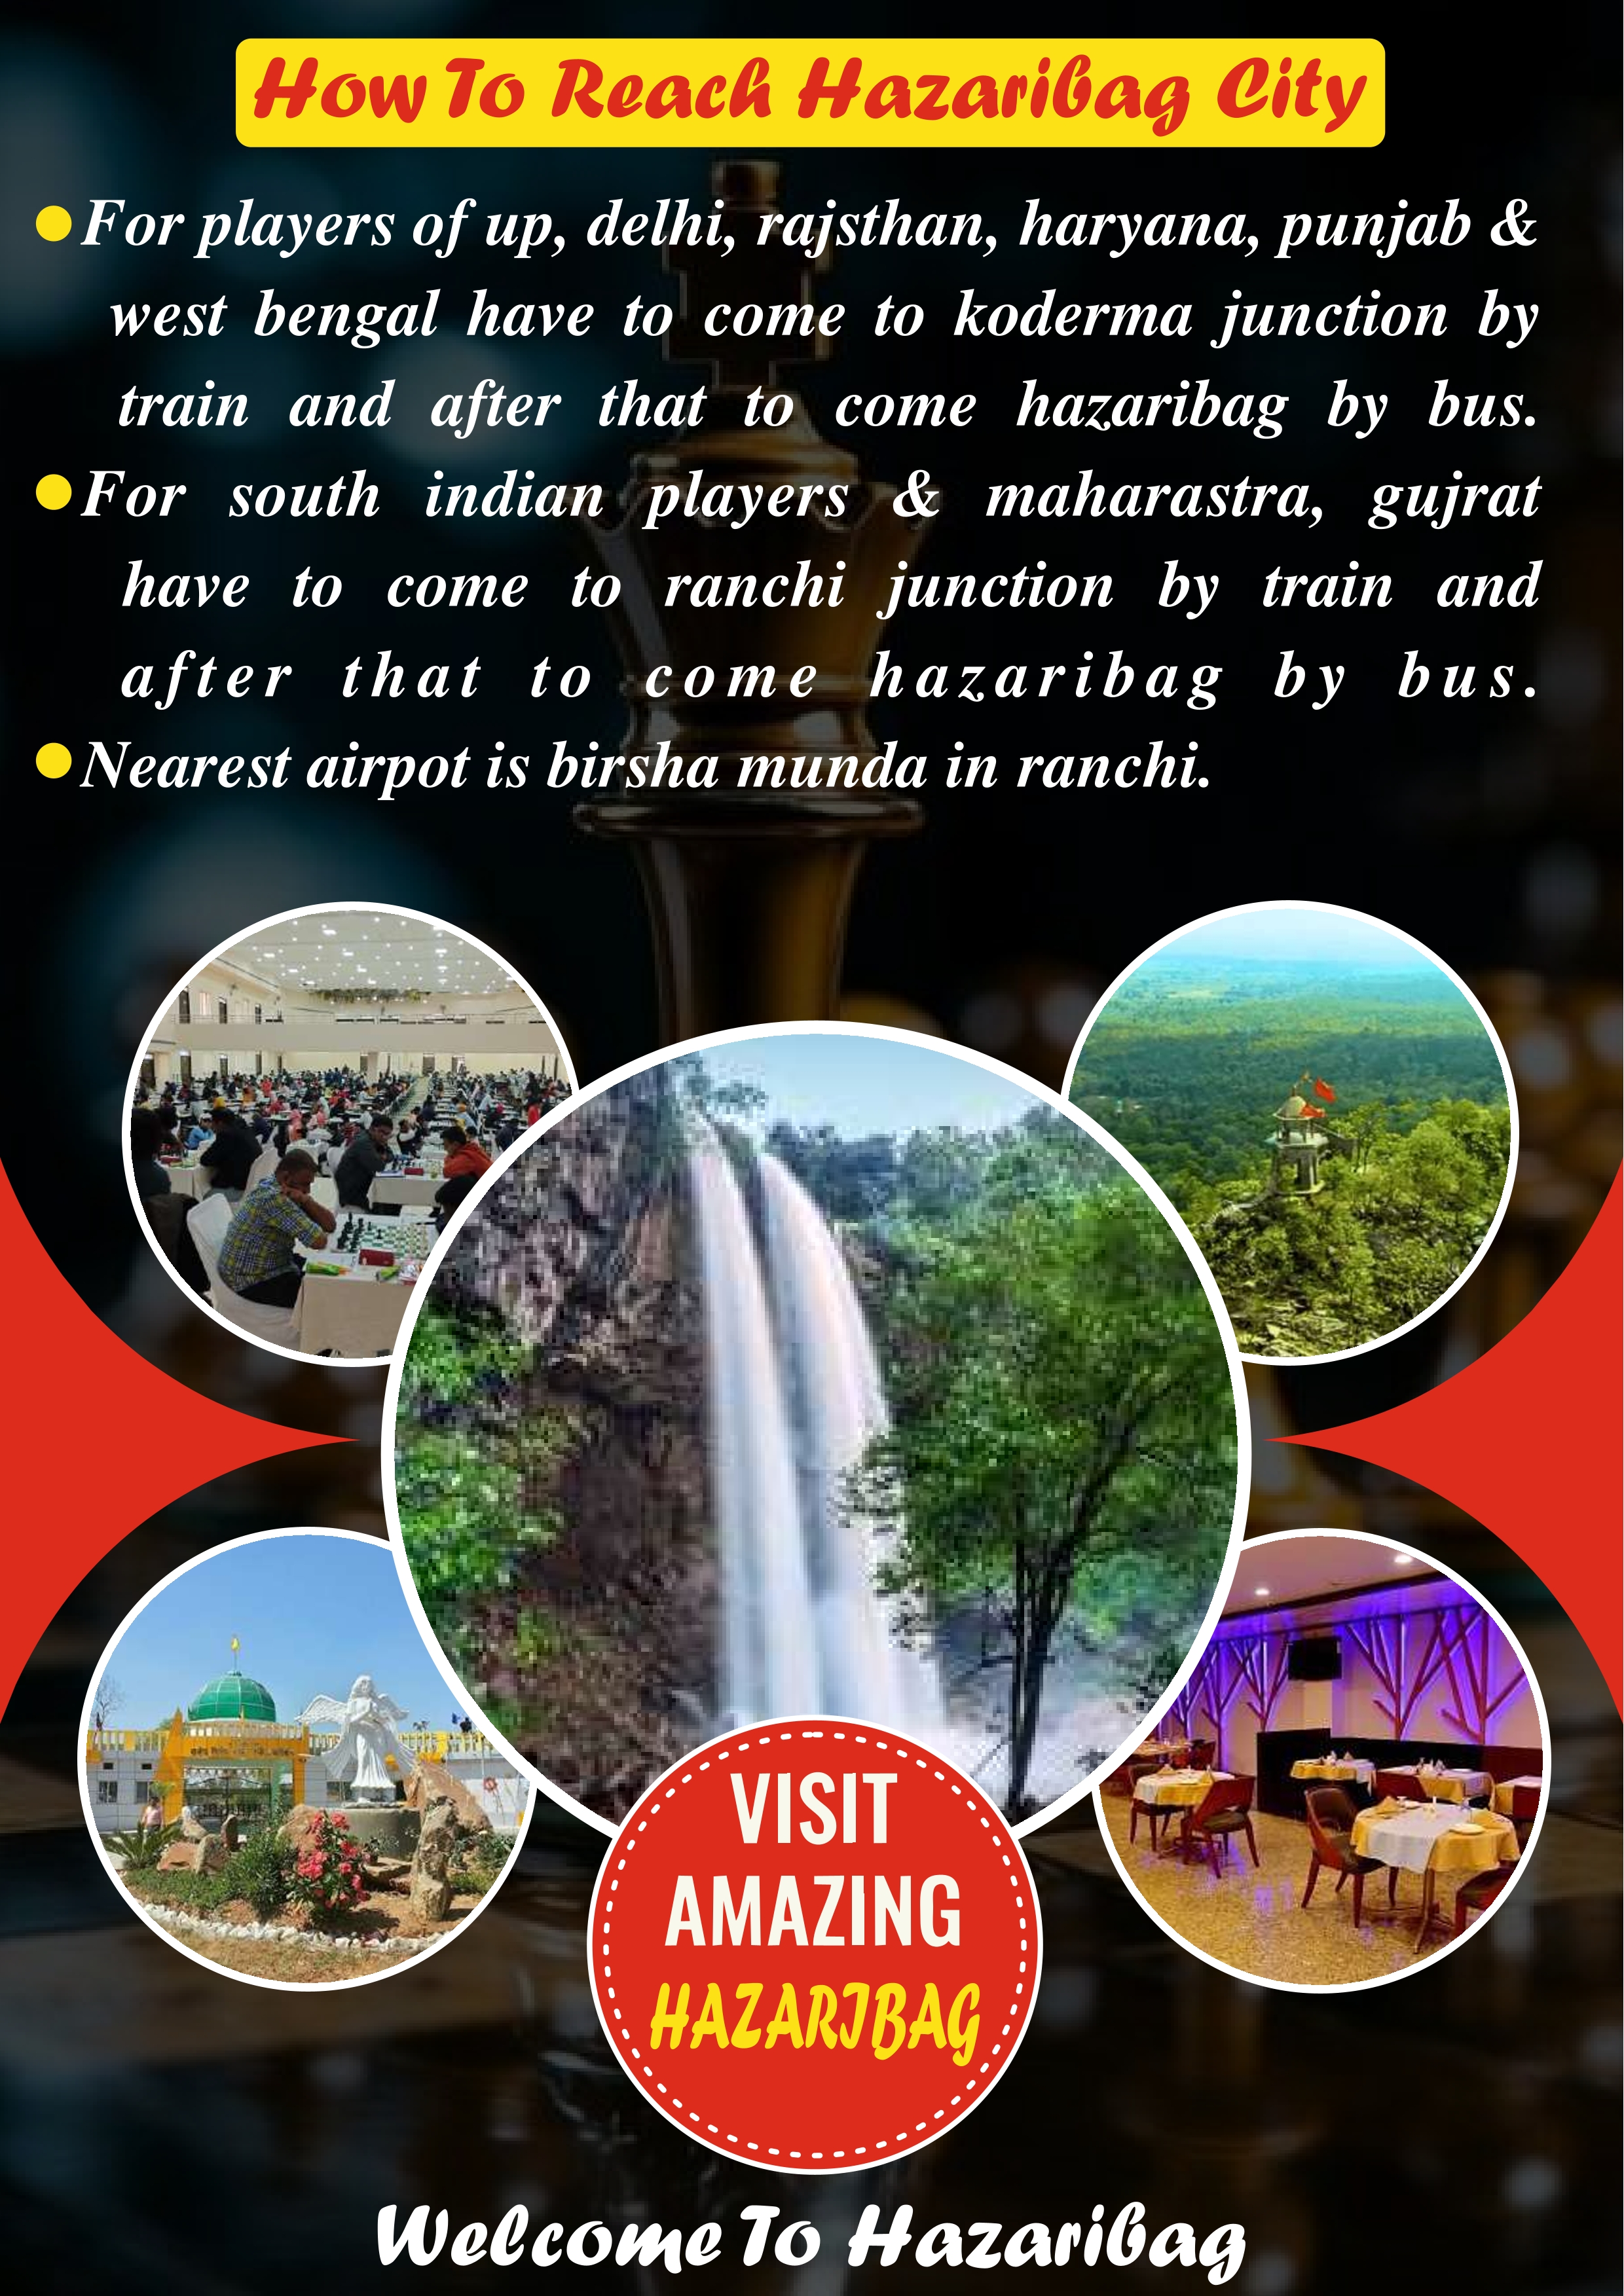 How To Reach Hazaribag City
For players of up, delhi, rajsthan, haryana, punjab &
west bengal have to come to koderma junction by
train and after that to come hazaribag by bus.
For south indian players & maharastra, gujrat
have to come to ranchi junction by train and
after that to come hazaribag by bus.
Nearest airpot is birsha munda in ranchi.
VISIT
AMAZING
HAZARIBAG
Welcome To Hazaribag